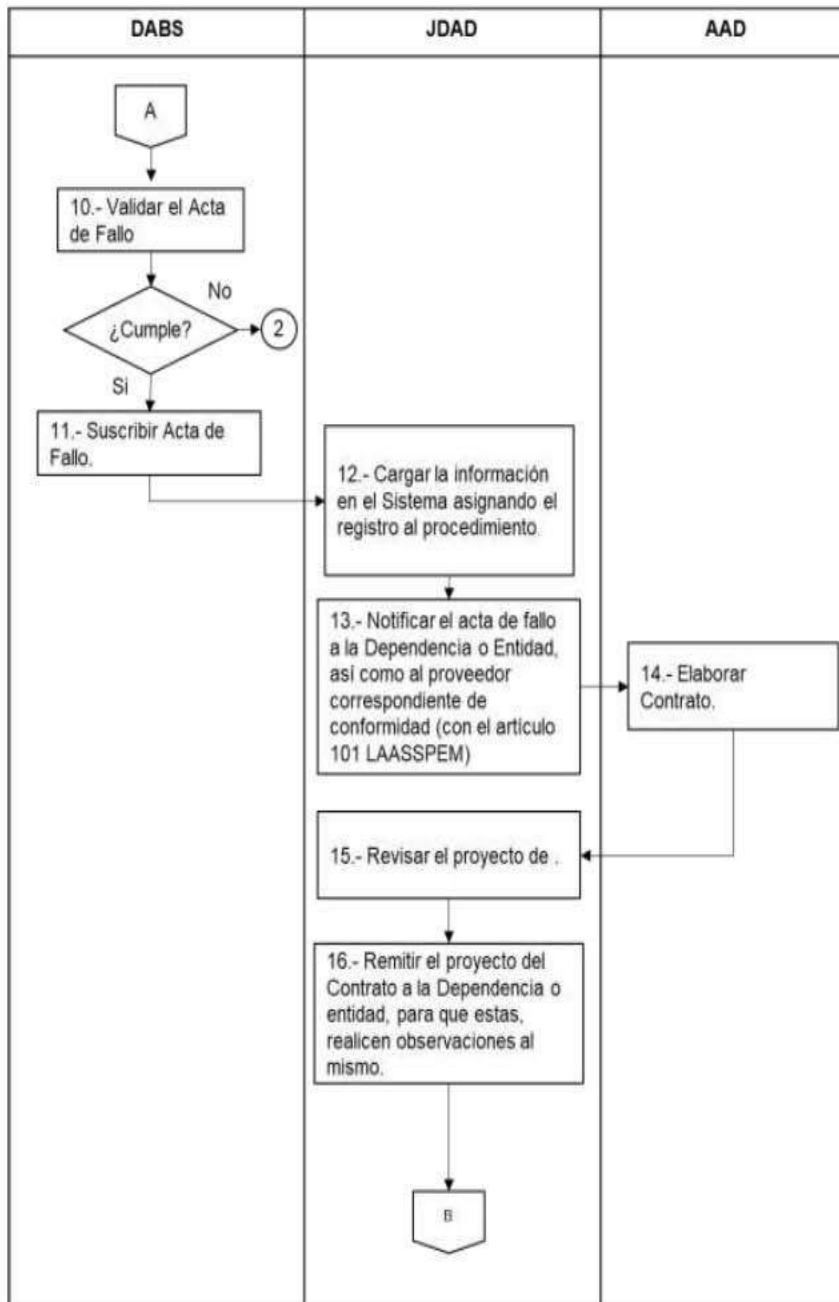 DABS
JDAD
AAD
A
10.- Validar el Acta
de Fallo
No
¿Cumple?
2
Si
11.- Suscribir Acta de
Fallo.
12.- Cargar la información
en el Sistema asignando el
registro al procedimiento.
13.- Notificar el acta de fallo
a la Dependencia o Entidad,
así como al proveedor
correspondiente de
conformidad (con el artículo
101 LAASSPEM)
14.- Elaborar
Contrato.
15.- Revisar el proyecto de .
16.- Remitir el proyecto del
Contrato a la Dependencia o
entidad, para que estas,
realicen observaciones al
mismo.
B